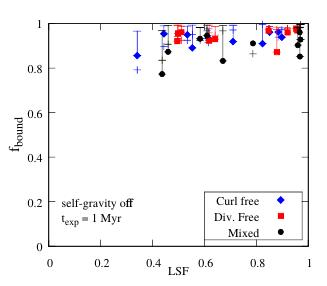 1
0.8
0.6
0.4
0.2
0
f_bound
self-gravity off
t_exp = 1 Myr
Curl free
Div. Free
Mixed
0 0.2 0.4 0.6 0.8 1
LSF